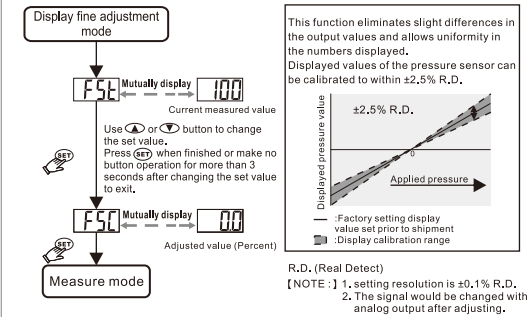 Display fine adjustment
mode
FSt
Mutually display
100
Current measured value
Use ▲ or ▼ button to change
the set value.
Press SET when finished or make no
button operation for more than 3
seconds after changing the set value
to exit.
SET
FSC
Mutually display
0.0
Adjusted value (Percent)
SET
Measure mode
This function eliminates slight differences in
the output values and allows uniformity in
the numbers displayed.
Displayed values of the pressure sensor can
be calibrated to within ±2.5% R.D.
Displayed pressure value
±2.5% R.D.
0
Applied pressure
:Factory setting display
value set prior to shipment
:Display calibration range
R.D. (Real Detect)
【NOTE :】 1. setting resolution is ±0.1% R.D.
2. The signal would be changed with
analog output after adjusting.